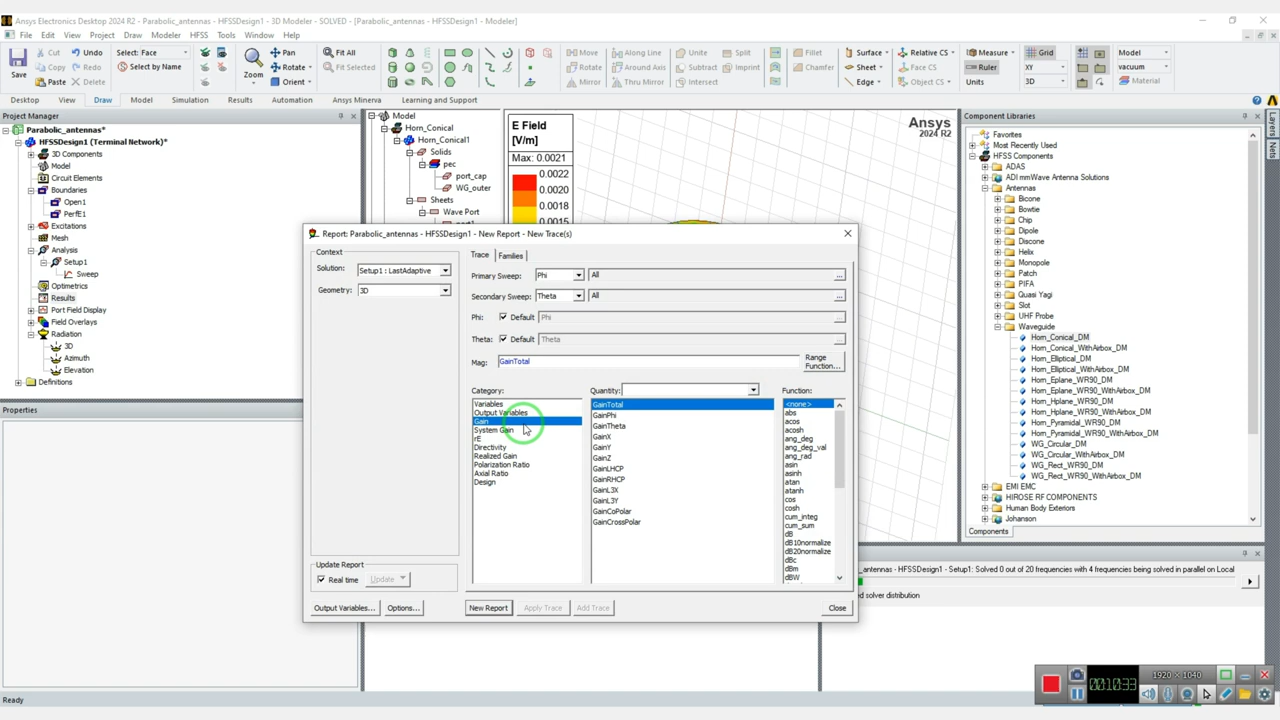 Ansys Electronics Desktop 2024 R2 - Parabolic_antennas - HFSSDesign1 - 3D Modeler - SOLVED - [Parabolic_antennas - HFSSDesign1 - Modeler]
File Edit View Project Draw Modeler HFSS Tools Window Help
Save
Cut Undo
Copy Redo
Paste Delete
Select: Face
Select by Name
Zoom
Pan
Rotate
Orient
Fit All
Fit Selected
Move Along Line
Rotate Around Axis
Mirror Thru Mirror
Unite Split
Subtract Imprint
Intersect
Fillet
Chamfer
Surface
Sheet
Edge
Relative CS
Face CS
Object CS
Measure
Ruler
Units
Grid
XY
3D
Model
vacuum
Material
Desktop View Draw Model Simulation Results Automation Ansys Minerva Learning and Support
Project Manager
Parabolic_antennas*
HFSSDesign1 (Terminal Network)*
3D Components
Model
Circuit Elements
Boundaries
Open1
PerfE1
Excitations
Mesh
Analysis
Setup1
Sweep
Optimetrics
Results
Port Field Display
Field Overlays
Radiation
3D
Azimuth
Elevation
Definitions
Properties
Model
Horn_Conical
Horn_Conical1
Solids
pec
port_cap
WG_outer
Sheets
Wave Port
E Field
[V/m]
Max: 0.0021
0.0022
0.0020
0.0018
0.0015
Ansys
2024 R2
Report: Parabolic_antennas - HFSSDesign1 - New Report - New Trace(s)
Context
Solution: Setup1 : LastAdaptive
Geometry: 3D
Update Report
Real time Update
Output Variables... Options...
Trace Families
Primary Sweep: Phi All ...
Secondary Sweep: Theta All ...
Phi: Default Phi ...
Theta: Default Theta ...
Mag: GainTotal
Range
Function...
Category:
Variables
Output Variables
Gain
System Gain
rE
Directivity
Realized Gain
Polarization Ratio
Axial Ratio
Design
Quantity:
GainTotal
GainPhi
GainTheta
GainX
GainY
GainZ
GainLHCP
GainRHCP
GainL3X
GainL3Y
GainCoPolar
GainCrossPolar
Function:
<none>
abs
acos
acosh
ang_deg
ang_deg_val
ang_rad
asin
asinh
atan
atanh
cos
cosh
cum_integ
cum_sum
dB
dB10normalize
dB20normalize
dBc
dBm
dBW
New Report Apply Trace Add Trace Close
Component Libraries
Favorites
Most Recently Used
HFSS Components
ADAS
ADI mmWave Antenna Solutions
Antennas
Bicone
Bowtie
Chip
Dipole
Discone
Helix
Monopole
Patch
PIFA
Quasi Yagi
Slot
UHF Probe
Waveguide
Horn_Conical_DM
Horn_Conical_WithAirbox_DM
Horn_Elliptical_DM
Horn_Elliptical_WithAirbox_DM
Horn_Eplane_WR90_DM
Horn_Eplane_WR90_WithAirbox_DM
Horn_Hplane_WR90_DM
Horn_Hplane_WR90_WithAirbox_DM
Horn_Pyramidal_WR90_DM
Horn_Pyramidal_WR90_WithAirbox_DM
WG_Circular_DM
WG_Circular_WithAirbox_DM
WG_Rect_WR90_DM
WG_Rect_WR90_WithAirbox_DM
EMI EMC
HIROSE RF COMPONENTS
Human Body Exteriors
Johanson
Components
Layers
Nets
_antennas - HFSSDesign1 - Setup1: Solved 0 out of 20 frequencies with 4 frequencies being solved in parallel on Local
ed solver distribution
Ready
00:10:33
1920 × 1040